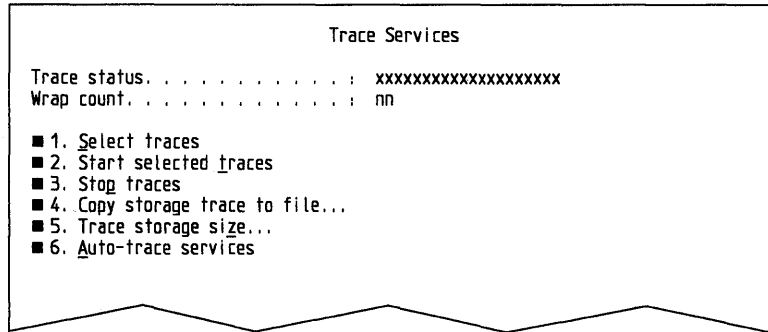 Trace Services
Trace status. . . . . . . . . . . . : xxxxxxxxxxxxxxxxxxxx
Wrap count. . . . . . . . . . . . . : nn
■ 1. Select traces
■ 2. Start selected traces
■ 3. Stop traces
■ 4. Copy storage trace to file...
■ 5. Trace storage size...
■ 6. Auto-trace services